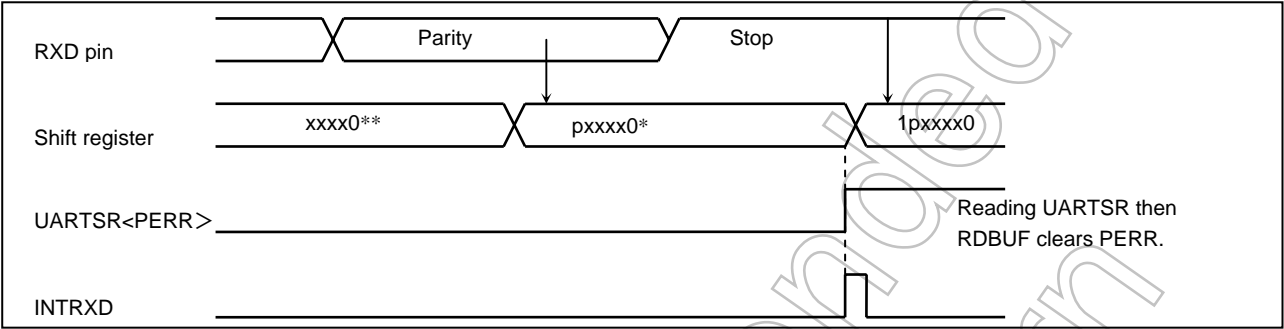 RXD pin
Parity
Stop
Shift register
xxxx0**
pxxxx0*
1pxxxx0
UARTSR<PERR＞
Reading UARTSR then
RDBUF clears PERR.
INTRXD